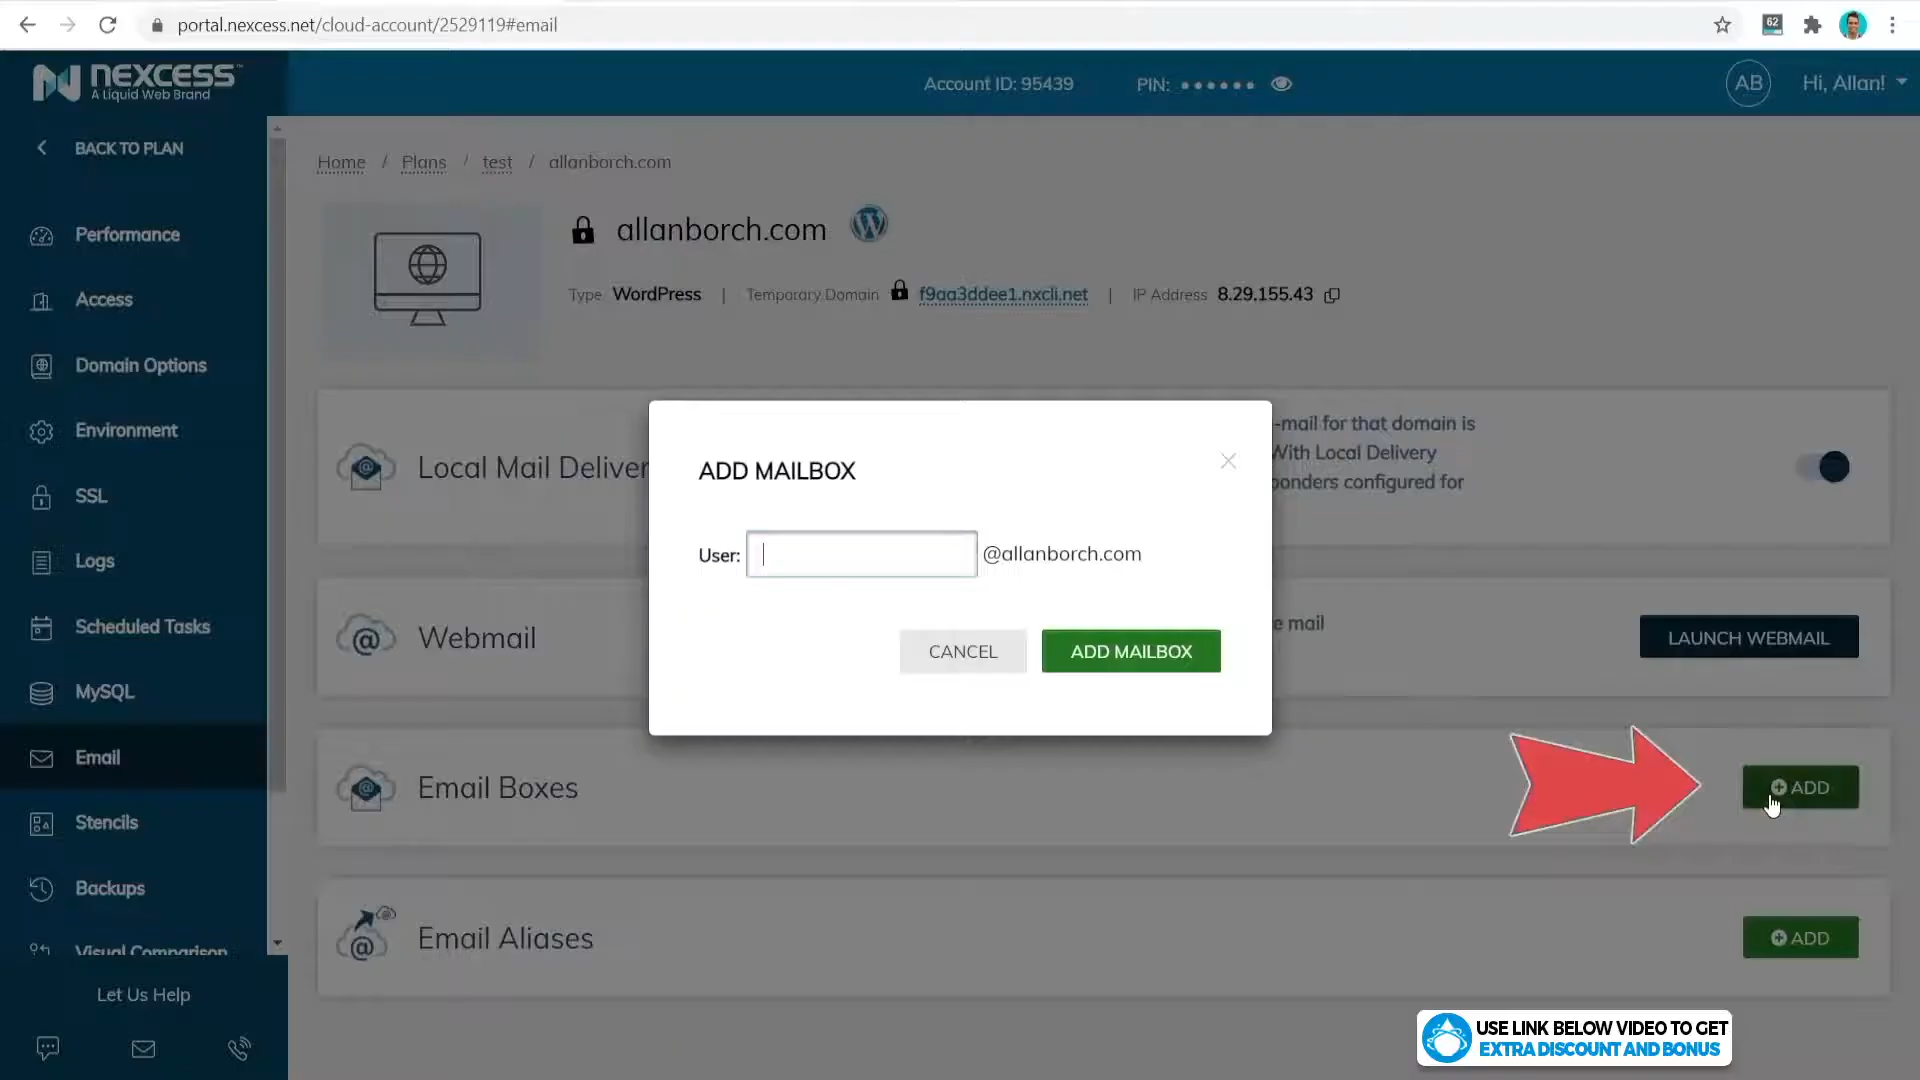 portal.nexcess.net/cloud-account/2529119#email
62
NEXCESS™
A Liquid Web Brand
Account ID: 95439
PIN: ••••••
AB
Hi, Allan!
BACK TO PLAN
Home / Plans / test / allanborch.com
Performance
allanborch.com
Access
Type WordPress | Temporary Domain f9aa3ddee1.nxcli.net | IP Address 8.29.155.43
Domain Options
Environment
-mail for that domain is
With Local Delivery
ponders configured for
Local Mail Deliver
ADD MAILBOX
SSL
User:
@allanborch.com
Logs
Scheduled Tasks
e mail
Webmail
LAUNCH WEBMAIL
CANCEL
ADD MAILBOX
MySQL
Email
Email Boxes
ADD
Stencils
Backups
Email Aliases
ADD
Visual Comparison
Let Us Help
USE LINK BELOW VIDEO TO GET
EXTRA DISCOUNT AND BONUS